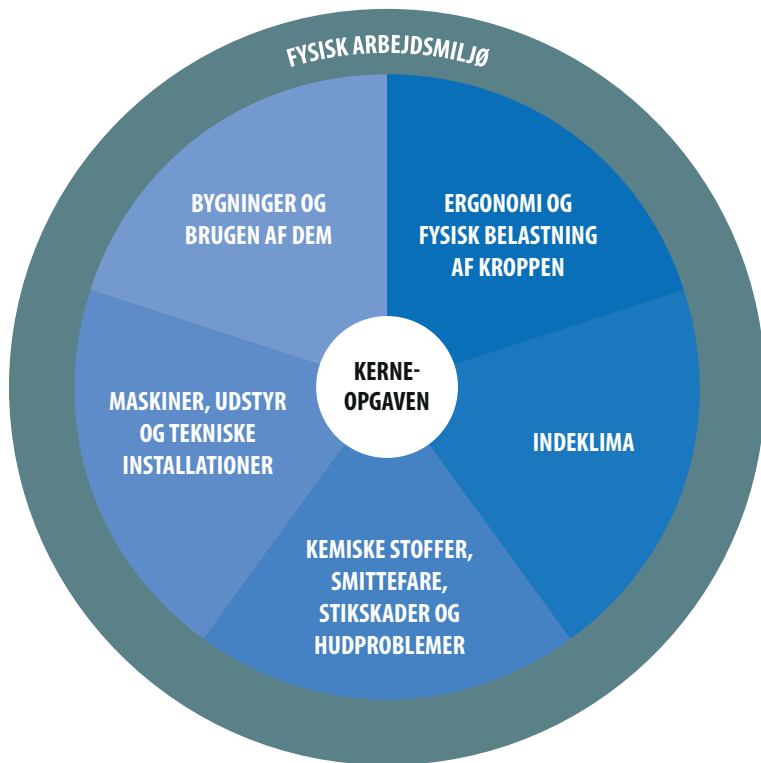 FYSISK ARBEJDSMILJØ
BYGNINGER OG
BRUGEN AF DEM
ERGONOMI OG
FYSISK BELASTNING
AF KROPPEN
KERNE-
OPGAVEN
MASKINER, UDSTYR
OG TEKNISKE
INSTALLATIONER
INDEKLIMA
KEMISKE STOFFER,
SMITTEFARE,
STIKSKADER OG
HUDPROBLEMER